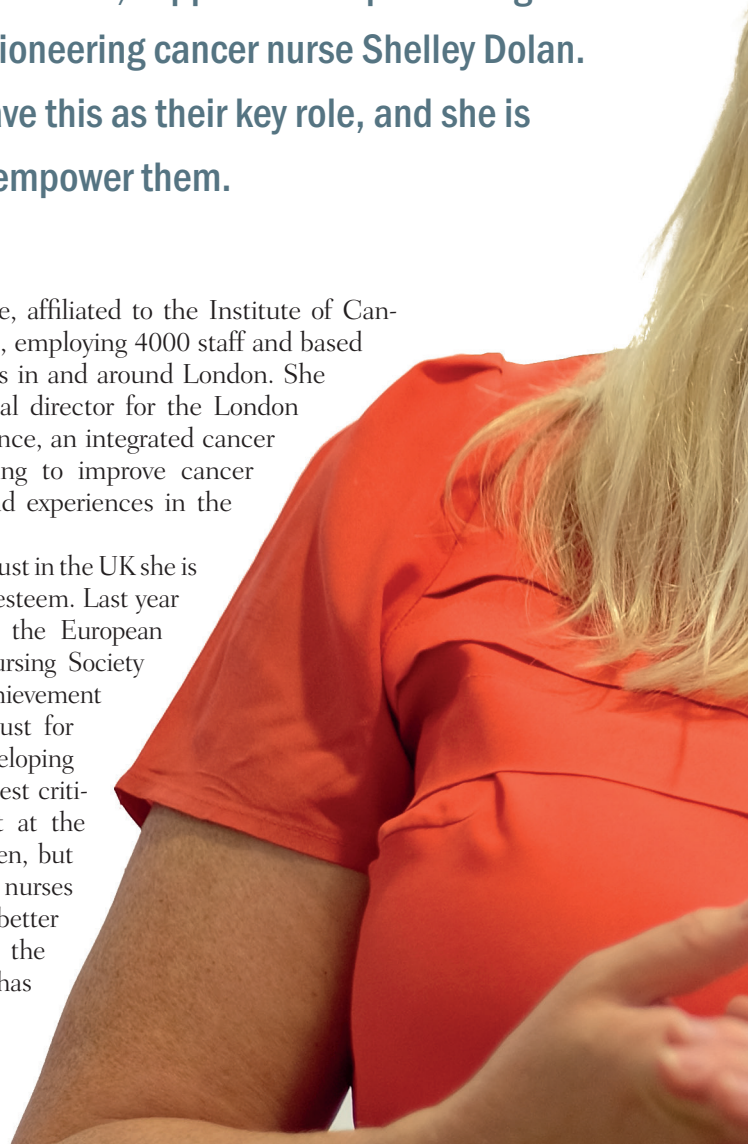 ioneering cancer nurse Shelley Dolan.
ve this as their key role, and she is
empower them.
e, affiliated to the Institute of Can-
, employing 4000 staff and based
s in and around London. She
al director for the London
nce, an integrated cancer
ng to improve cancer
d experiences in the
ust in the UK she is
esteem. Last year
the European
ursing Society
hievement
ust for
eloping
est criti-
t at the
en, but
nurses
better
the
has